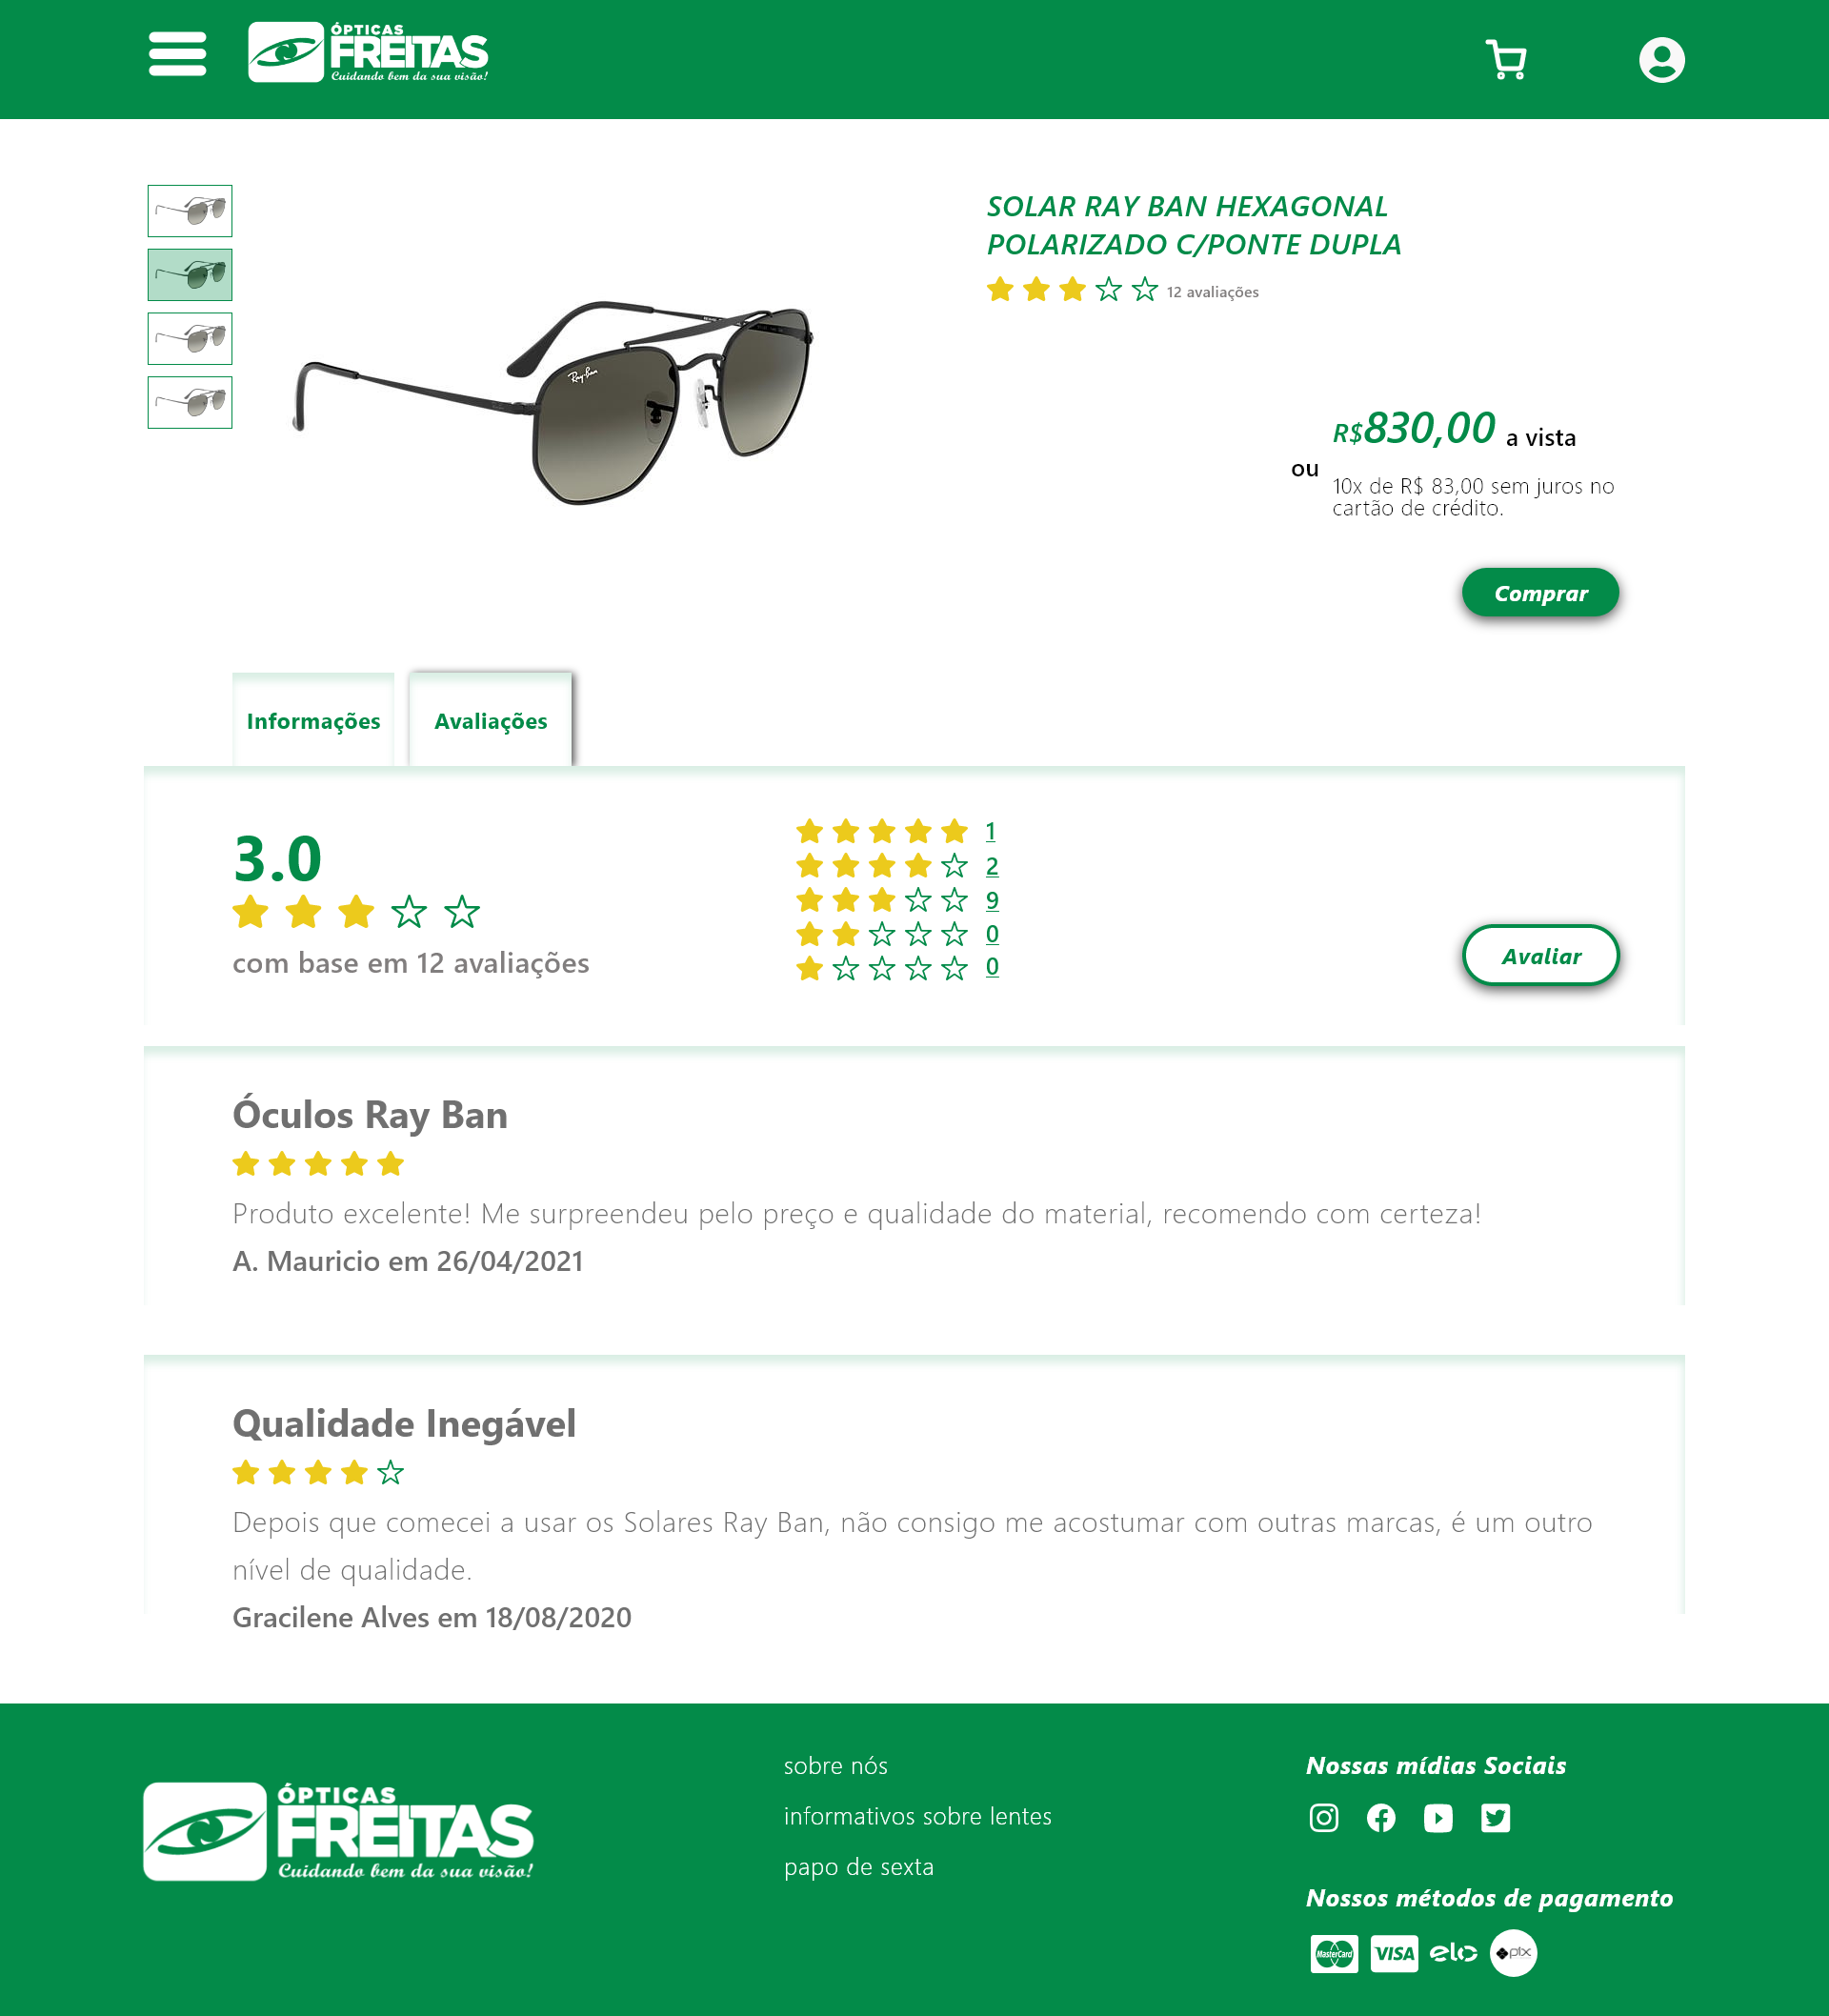 ÓPTICAS
FREITAS
Cuidando bem da sua visão!
SOLAR RAY BAN HEXAGONAL
POLARIZADO C/PONTE DUPLA
12 avaliações
Ray-Ban
R$830,00 a vista
ou
10x de R$ 83,00 sem juros no
cartão de crédito.
Comprar
Informações
Avaliações
3.0
com base em 12 avaliações
1
2
9
0
0
Avaliar
Óculos Ray Ban
Produto excelente! Me surpreendeu pelo preço e qualidade do material, recomendo com certeza!
A. Mauricio em 26/04/2021
Qualidade Inegável
Depois que comecei a usar os Solares Ray Ban, não consigo me acostumar com outras marcas, é um outro
nível de qualidade.
Gracilene Alves em 18/08/2020
ÓPTICAS
FREITAS
Cuidando bem da sua visão!
sobre nós
informativos sobre lentes
papo de sexta
Nossas mídias Sociais
Nossos métodos de pagamento
MasterCard
VISA
elo
pix